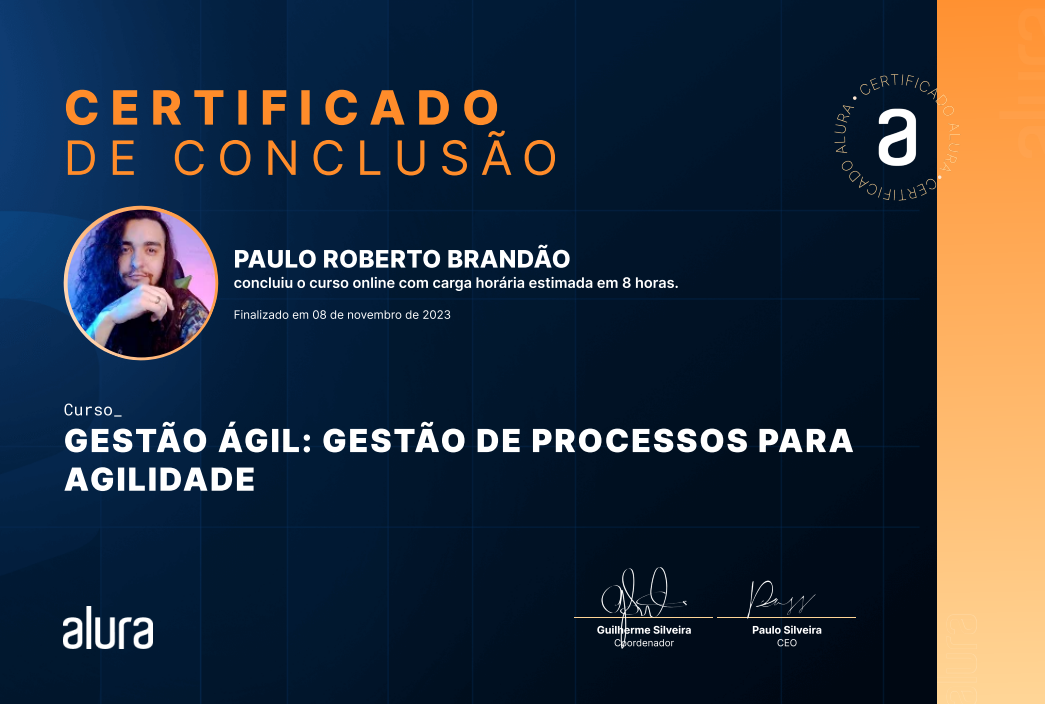 CERTIFICADO
DE CONCLUSÃO
• CERTIFICADO ALURA • CERTIFICADO ALURA
a
PAULO ROBERTO BRANDÃO
concluiu o curso online com carga horária estimada em 8 horas.
Finalizado em 08 de novembro de 2023
Curso_
GESTÃO ÁGIL: GESTÃO DE PROCESSOS PARA
AGILIDADE
alura
Guilherme Silveira
Coordenador
Paulo Silveira
CEO